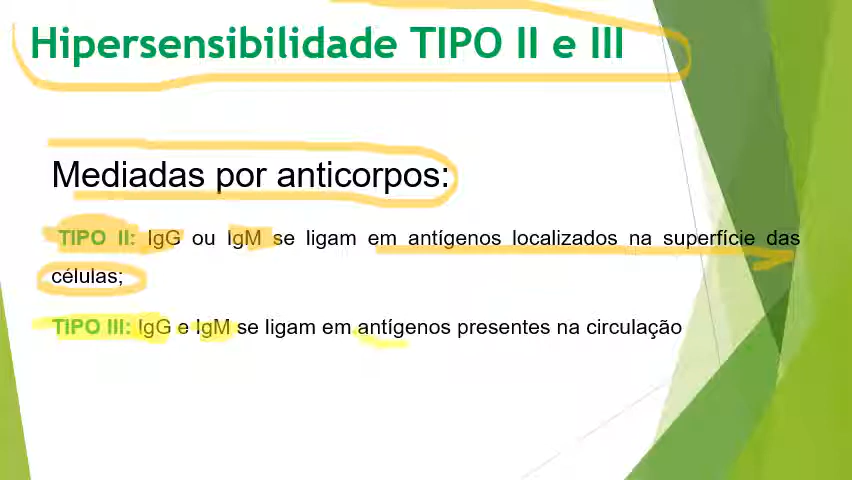 Hipersensibilidade TIPO II e III
Mediadas por anticorpos:
TIPO II: IgG ou IgM se ligam em antígenos localizados na superfície das
células;
TIPO III: IgG e IgM se ligam em antígenos presentes na circulação